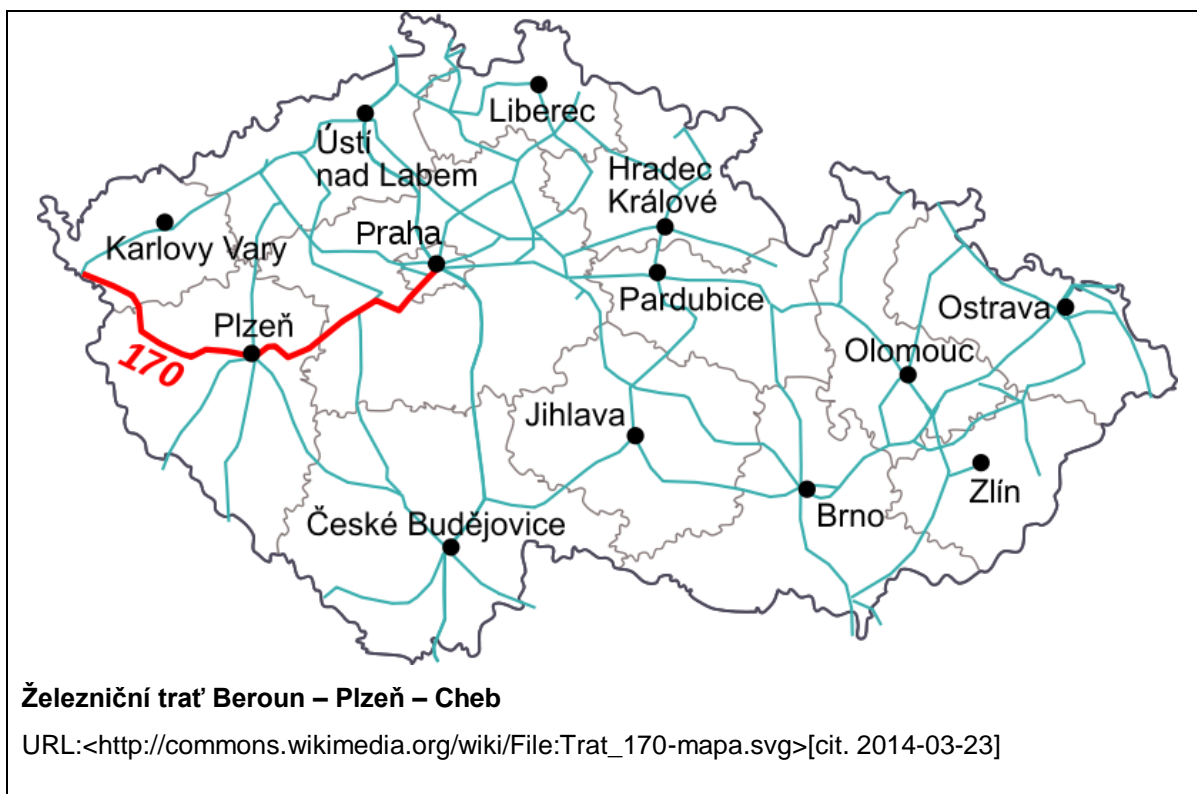 Liberec
Ústí
nad Labem
Hradec
Králové
Karlovy Vary
Praha
Pardubice
Ostrava
Plzeň
170
Olomouc
Jihlava
Zlín
Brno
České Budějovice
Železniční trať Beroun – Plzeň – Cheb
URL:<http://commons.wikimedia.org/wiki/File:Trat_170-mapa.svg>[cit. 2014-03-23]